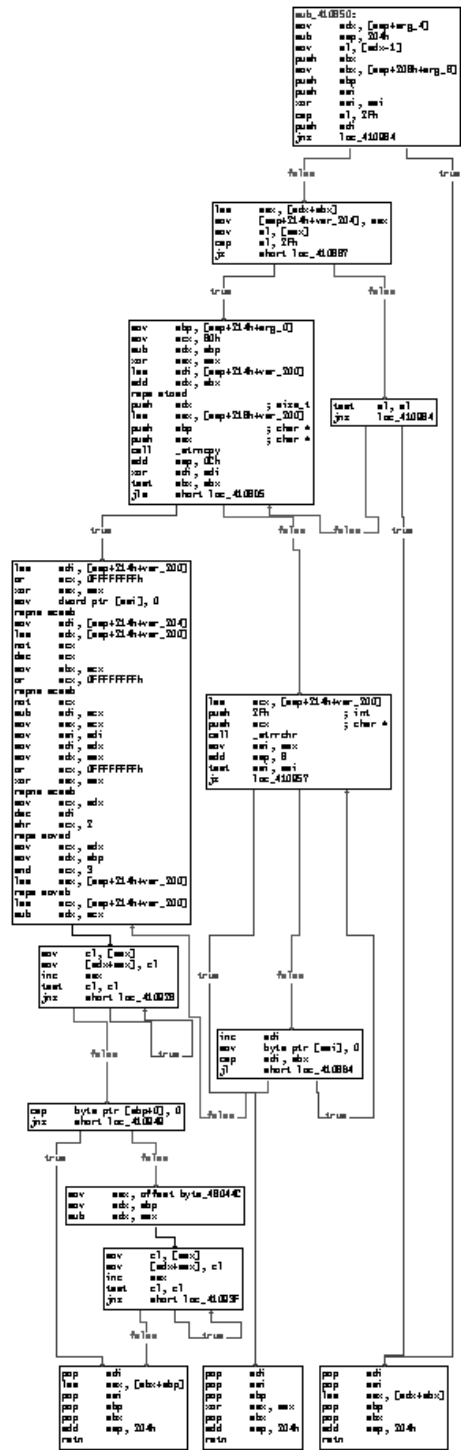 sub_410850:
mov edx, [esp+arg_4]
sub esp, 204h
mov al, [edx-1]
push ebx
mov ebx, [esp+208h+arg_8]
push ebp
push esi
xor esi, esi
cmp al, 2Fh
push edi
jnz loc_410984
false
true
lea eax, [edx+ebx]
mov [esp+214h+var_204], eax
mov al, [eax]
cmp al, 2Fh
jz short loc_410887
true
false
mov ebp, [esp+214h+arg_0]
mov ecx, 80h
sub edx, ebp
xor eax, eax
lea edi, [esp+214h+var_200]
add edx, ebx
repe stosd
push edx ; size_t
lea eax, [esp+218h+var_200]
push ebp ; char *
push eax ; char *
call _strncpy
add esp, 0Ch
xor edi, edi
test ebx, ebx
jle short loc_4108D5
test al, al
jnz loc_410984
true
false
false
true
lea edi, [esp+214h+var_200]
or ecx, 0FFFFFFFFh
xor eax, eax
mov dword ptr [esi], 0
repne scasb
mov edi, [esp+214h+var_204]
lea edx, [esp+214h+var_200]
not ecx
dec ecx
mov ebx, ecx
or ecx, 0FFFFFFFFh
repne scasb
not ecx
sub edi, ecx
mov eax, ecx
mov esi, edi
mov edi, edx
mov edx, eax
or ecx, 0FFFFFFFFh
xor eax, eax
repne scasb
mov ecx, edx
dec edi
shr ecx, 2
repe movsd
mov ecx, edx
mov edx, ebp
and ecx, 3
lea eax, [esp+214h+var_200]
repe movsb
lea ecx, [esp+214h+var_200]
sub edx, ecx
lea ecx, [esp+214h+var_200]
push 2Fh ; int
push ecx ; char *
call _strrchr
mov esi, eax
add esp, 8
test esi, esi
jz loc_410957
true
false
mov cl, [eax]
mov [edx+eax], cl
inc eax
test cl, cl
jnz short loc_410928
false
true
inc edi
mov byte ptr [esi], 0
cmp edi, ebx
jl short loc_4108B4
false
true
cmp byte ptr [ebp+0], 0
jnz short loc_410949
true
false
mov eax, offset byte_48044C
mov edx, ebp
sub edx, eax
mov cl, [eax]
mov [edx+eax], cl
inc eax
test cl, cl
jnz short loc_41093F
false
true
pop edi
lea eax, [ebx+ebp]
pop esi
pop ebp
pop ebx
add esp, 204h
retn
pop edi
pop esi
pop ebp
xor eax, eax
pop ebx
add esp, 204h
retn
pop edi
pop esi
lea eax, [edx+ebx]
pop ebp
pop ebx
add esp, 204h
retn